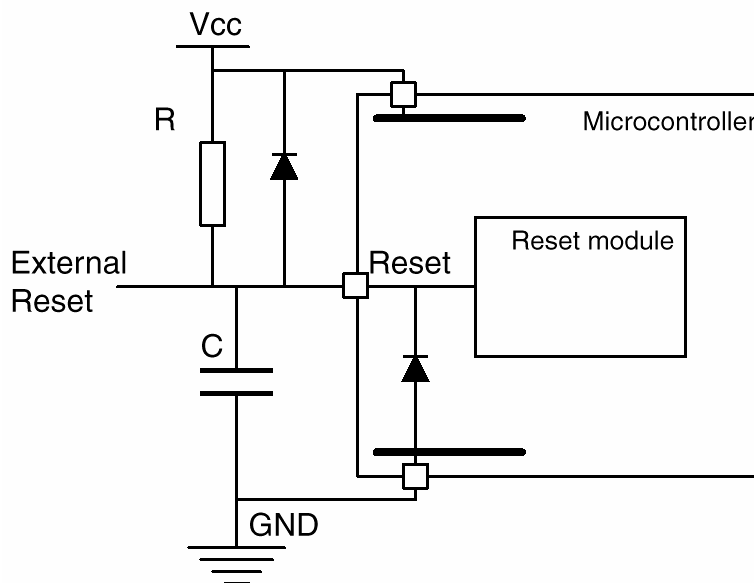 Vcc
R
Microcontroller
Reset module
External
Reset
Reset
C
GND